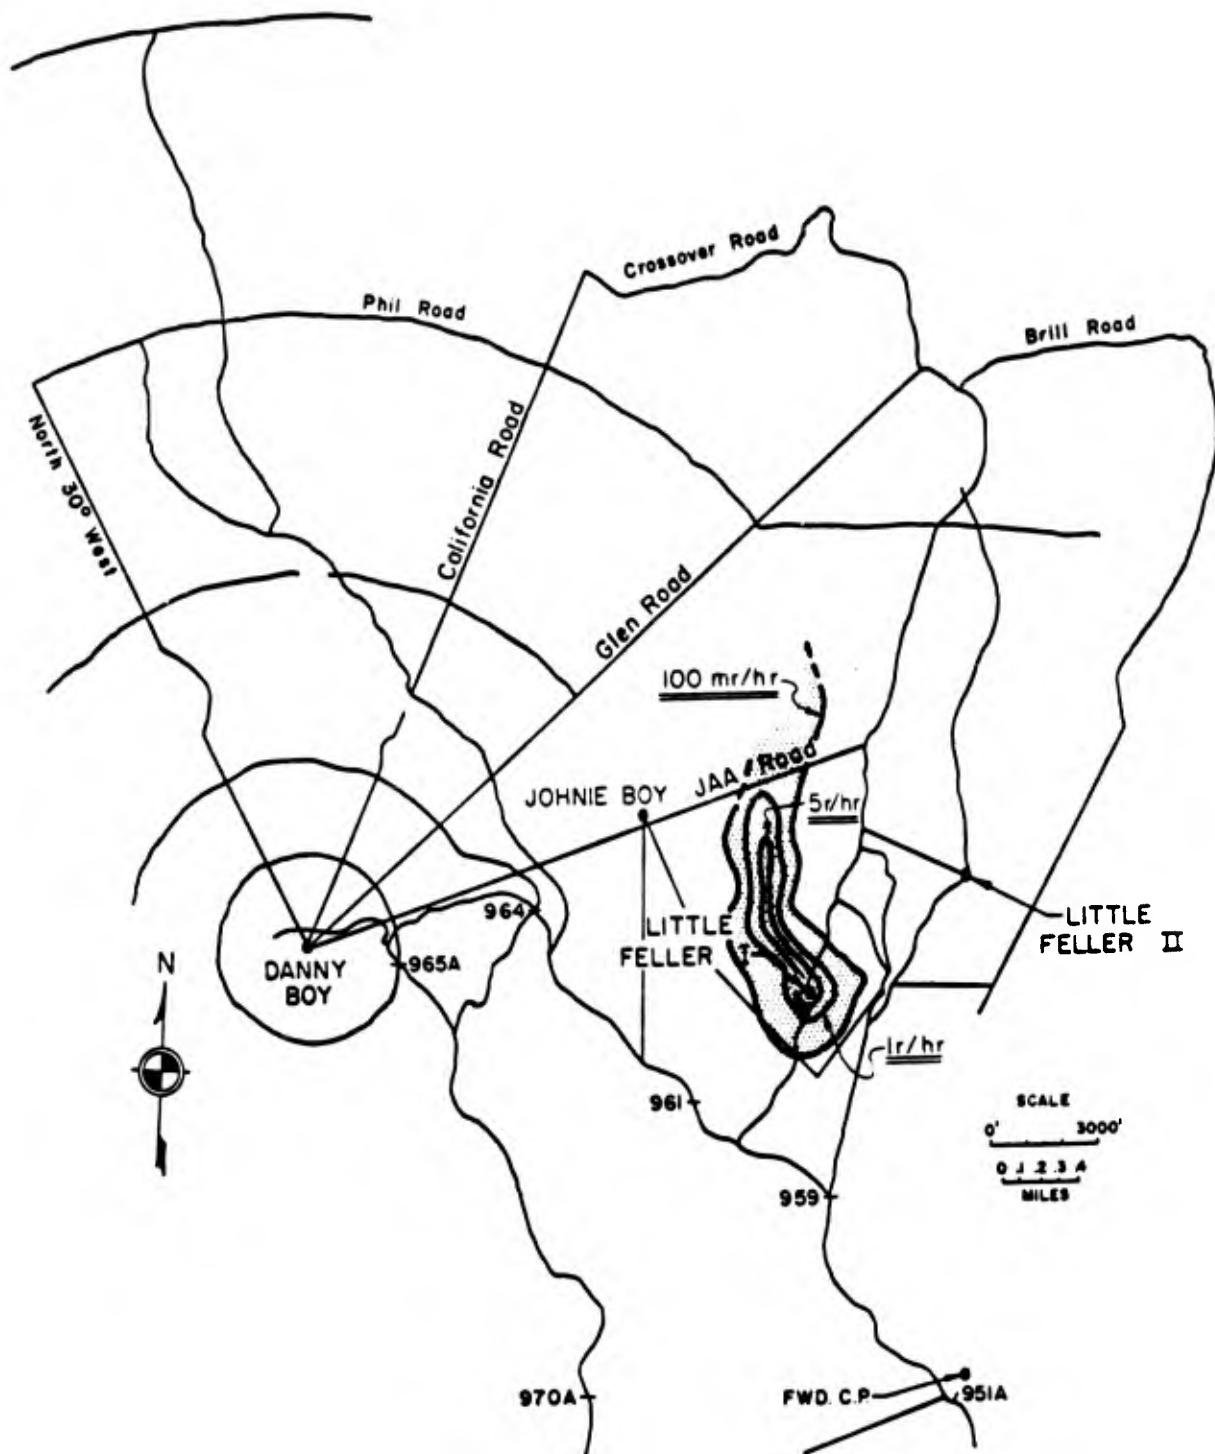 Crossover Road
Phil Road
Brill Road
North 30° West
California Road
Glen Road
100 mr/hr
JAA Road
JOHNIE BOY
5r/hr
964
LITTLE
FELLER I
LITTLE
FELLER II
DANNY
BOY
965A
N
1r/hr
961
SCALE
0' 3000'
0 .1 .2 .3 .4
MILES
959
970A
FWD. C.P.
951A